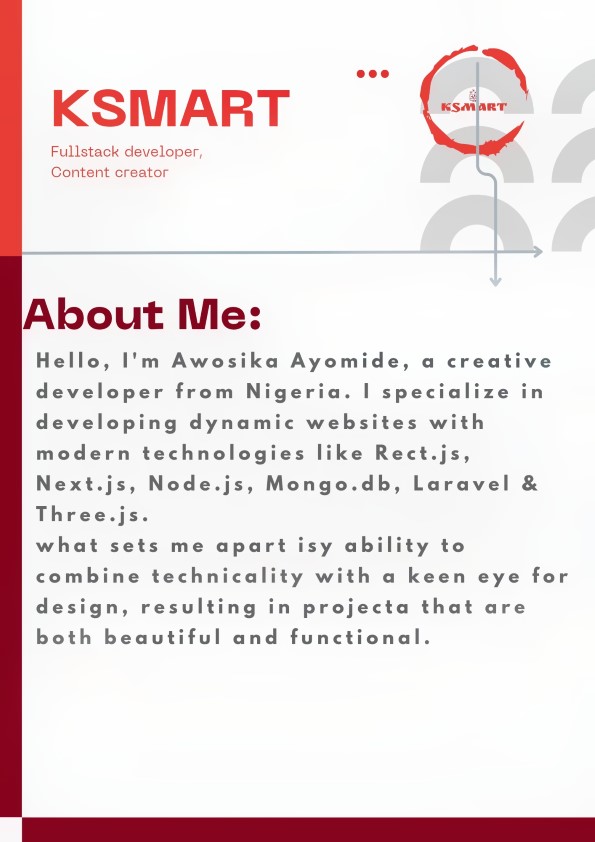 KSMART
KSMART
Fullstack developer,
Content creator
About Me:
Hello, I'm Awosika Ayomide, a creative
developer from Nigeria. I specialize in
developing dynamic websites with
modern technologies like Rect.js,
Next.js, Node.js, Mongo.db, Laravel &
Three.js.
what sets me apart isy ability to
combine technicality with a keen eye for
design, resulting in projecta that are
both beautiful and functional.